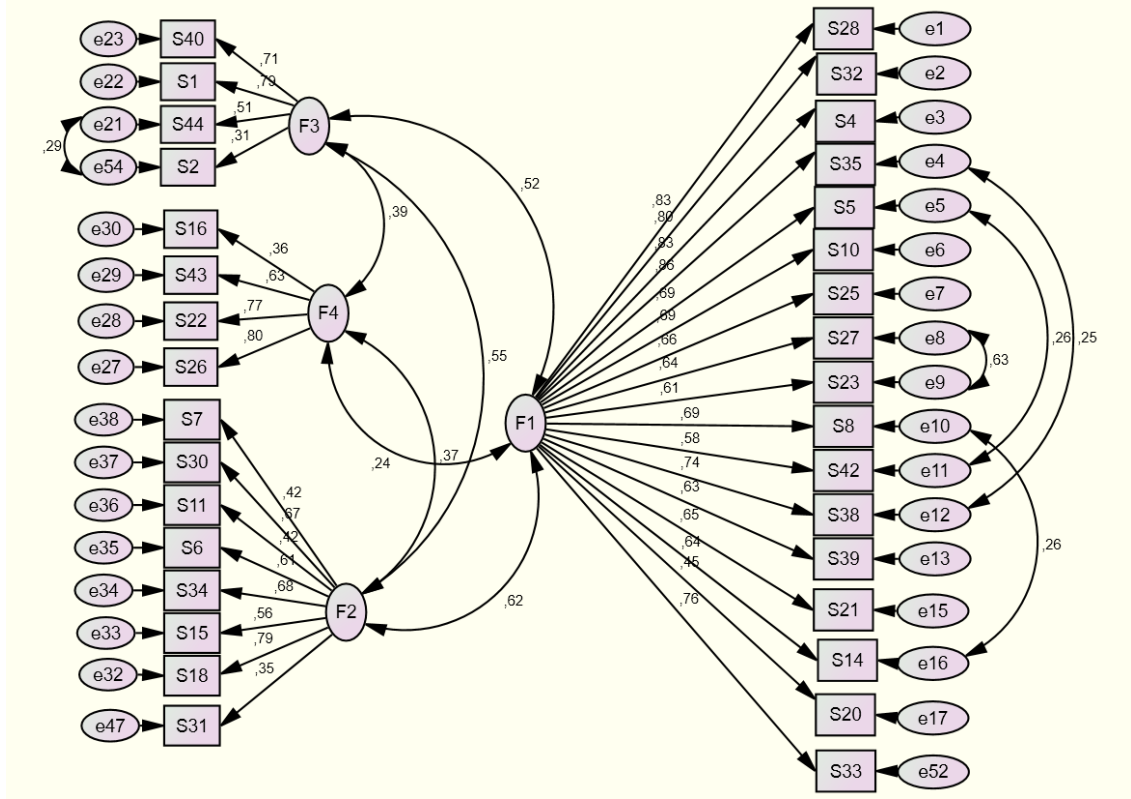 e23 S40
e22 S1
e21 S44
e54 S2
,29
,71
,79
,51
,31
F3
,52
,39
,55
e30 S16
e29 S43
e28 S22
e27 S26
,36
,63
,77
,80
F4
,24
,37
e38 S7
e37 S30
e36 S11
e35 S6
e34 S34
e33 S15
e32 S18
e47 S31
,42
,67
,42
,61
,68
,56
,79
,35
F2
,62
F1
,83
,80
,83
,86
,69
,69
,66
,64
,61
,69
,58
,74
,63
,65
,64
,45
,76
S28 e1
S32 e2
S4 e3
S35 e4
S5 e5
S10 e6
S25 e7
S27 e8
S23 e9
S8 e10
S42 e11
S38 e12
S39 e13
S21 e15
S14 e16
S20 e17
S33 e52
,63
,26
,25
,26